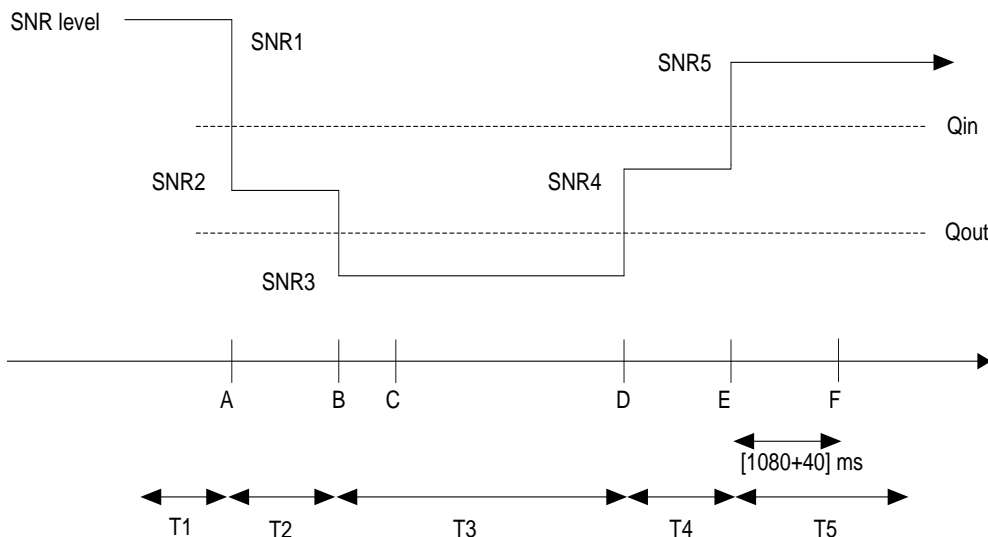 SNR level
SNR1
SNR5
Qin
SNR2
SNR4
Qout
SNR3
A
B
C
D
E
F
[1080+40] ms
T1
T2
T3
T4
T5